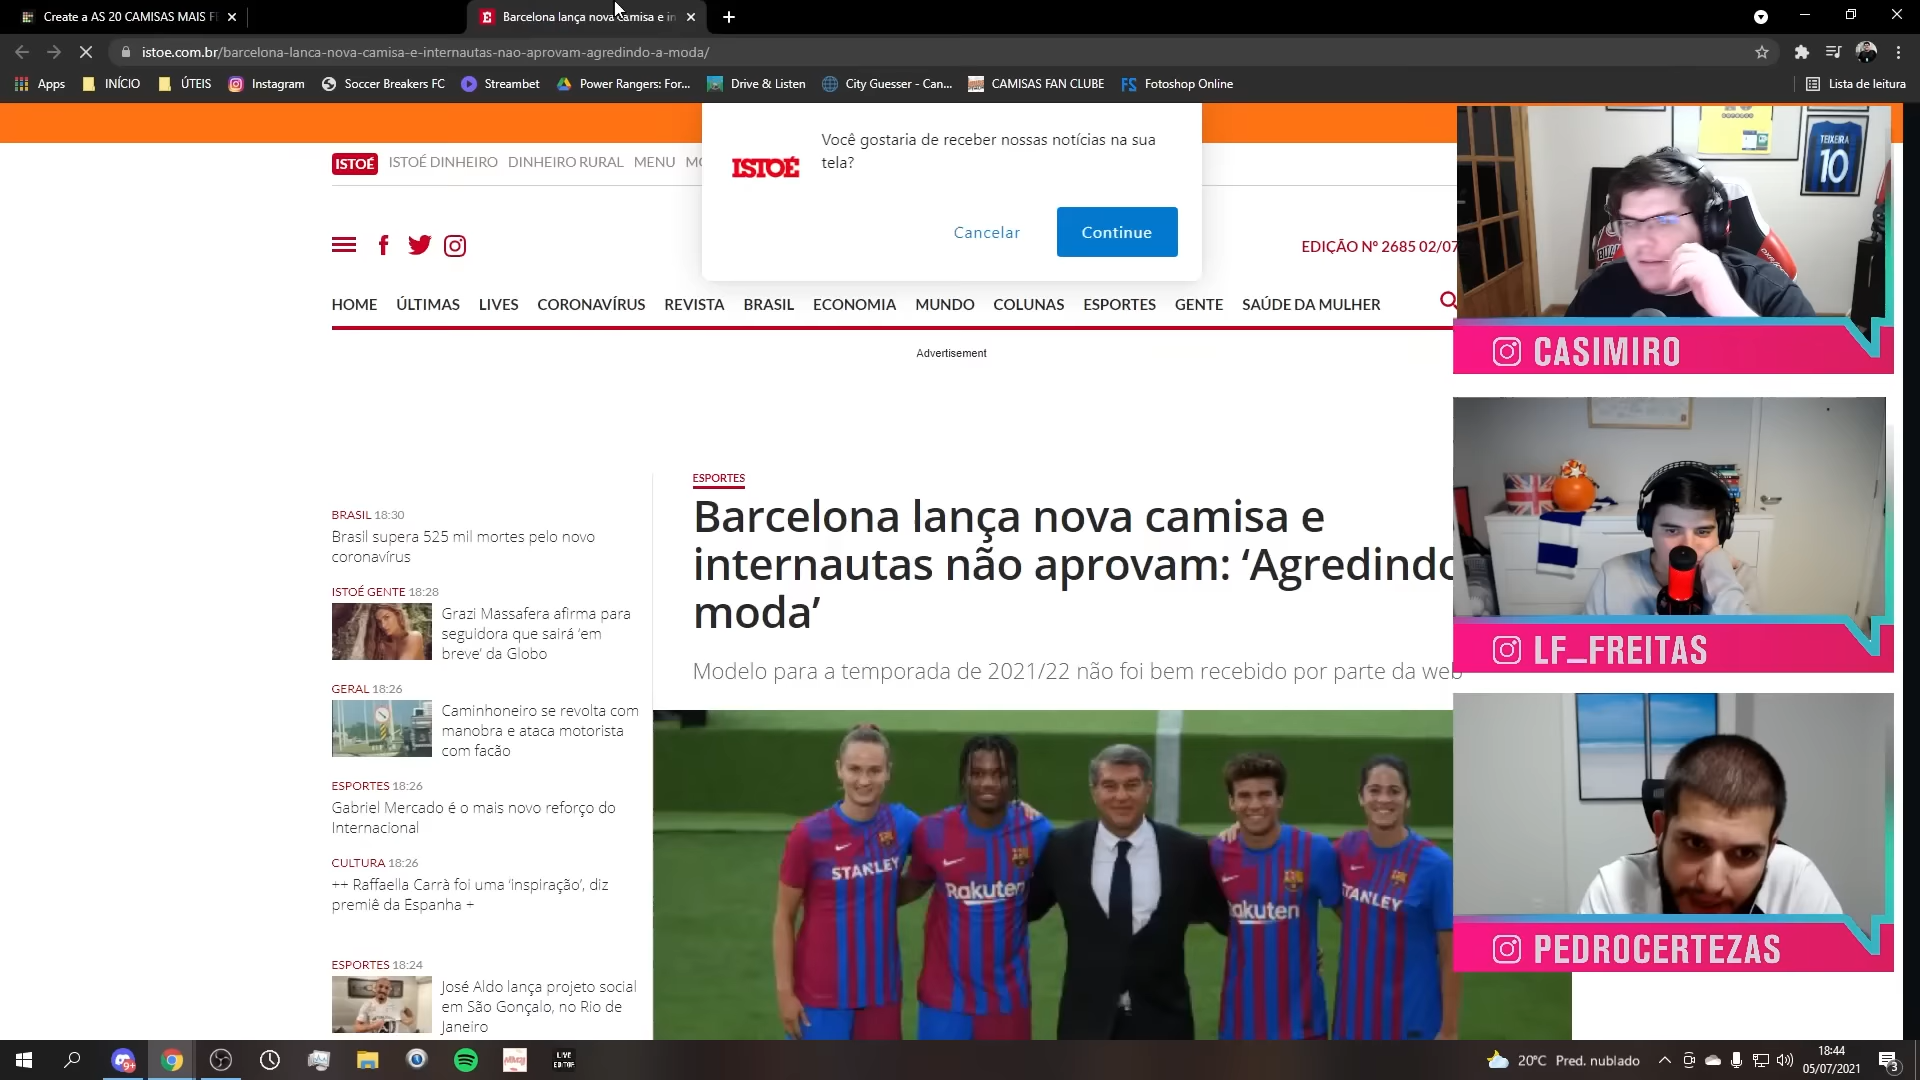 Create a AS 20 CAMISAS MAIS F
Barcelona lança nova camisa e in
istoe.com.br/barcelona-lanca-nova-camisa-e-internautas-nao-aprovam-agredindo-a-moda/
Apps
INÍCIO
ÚTEIS
Instagram
Soccer Breakers FC
Streambet
Power Rangers: For...
Drive & Listen
City Guesser - Can...
CAMISAS FAN CLUBE
FS Fotoshop Online
Lista de leitura
ISTOÉ
Você gostaria de receber nossas notícias na sua
tela?
Cancelar
Continue
ISTOÉ
ISTOÉ DINHEIRO
DINHEIRO RURAL
MENU
EDIÇÃO Nº 2685 02/07
HOME
ÚLTIMAS
LIVES
CORONAVÍRUS
REVISTA
BRASIL
ECONOMIA
MUNDO
COLUNAS
ESPORTES
GENTE
SAÚDE DA MULHER
Advertisement
ESPORTES
Barcelona lança nova camisa e
internautas não aprovam: ‘Agredindo
moda’
Modelo para a temporada de 2021/22 não foi bem recebido por parte da web
BRASIL 18:30
Brasil supera 525 mil mortes pelo novo
coronavírus
ISTOÉ GENTE 18:28
Grazi Massafera afirma para
seguidora que sairá ‘em
breve’ da Globo
GERAL 18:26
Caminhoneiro se revolta com
manobra e ataca motorista
com facão
ESPORTES 18:26
Gabriel Mercado é o mais novo reforço do
Internacional
CULTURA 18:26
++ Raffaella Carrà foi uma ‘inspiração’, diz
premiê da Espanha +
ESPORTES 18:24
José Aldo lança projeto social
em São Gonçalo, no Rio de
Janeiro
STANLEY
Rakuten
Rakuten
STANLEY
TEIXEIRA
10
CASIMIRO
LF_FREITAS
PEDROCERTEZAS
9+
LIVE
EDITOR
20°C Pred. nublado
18:44
05/07/2021
3